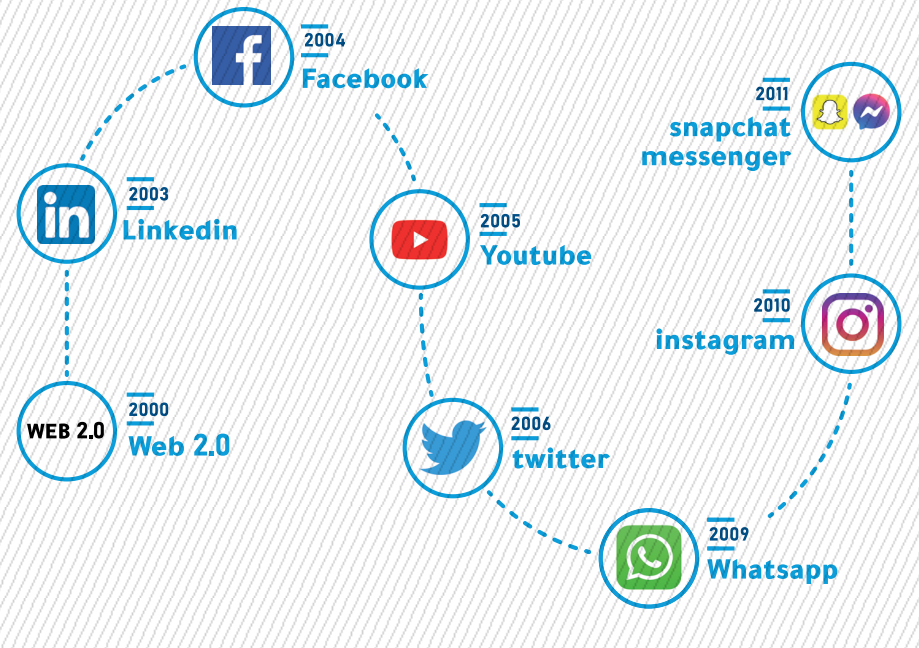 2004
Facebook
2011
snapchat
messenger
in
2003
Linkedin
2005
Youtube
2010
instagram
WEB 2.0
2000
Web 2.0
2006
twitter
2009
Whatsapp